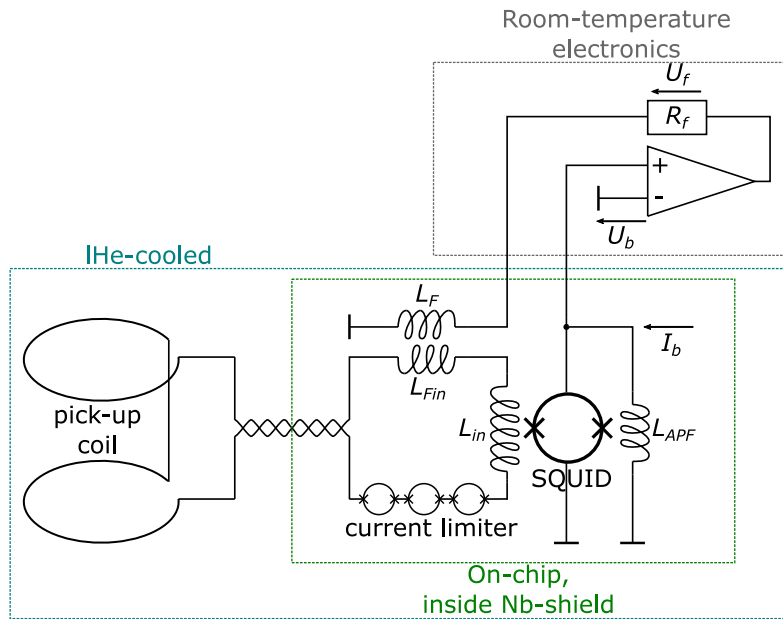 Room-temperature
electronics
U_f
R_f
+
-
U_b
lHe-cooled
L_F
I_b
L_Fin
pick-up
coil
L_in
L_APF
SQUID
current limiter
On-chip,
inside Nb-shield